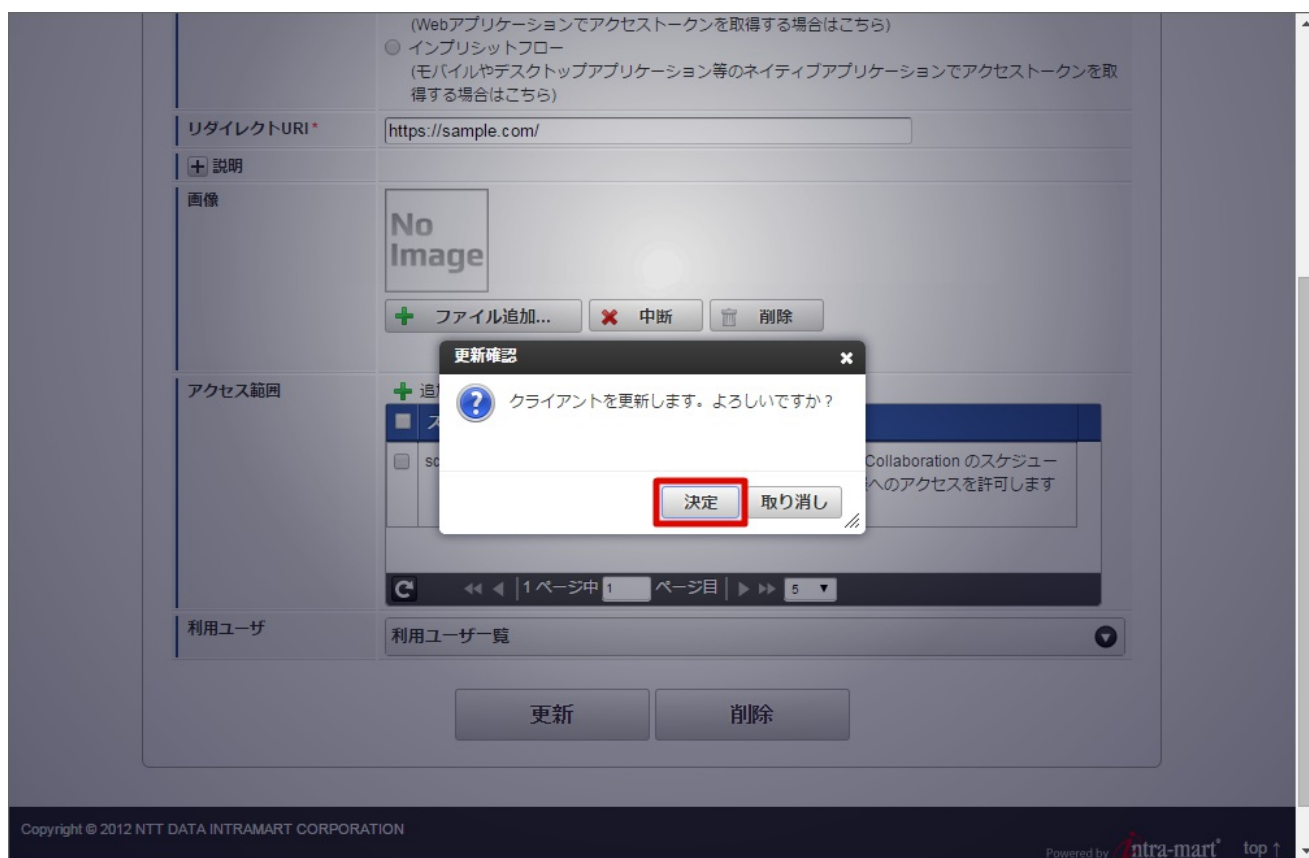 (Webアプリケーションでアクセストークンを取得する場合はこちら)
インプリシットフロー
(モバイルやデスクトップアプリケーション等のネイティブアプリケーションでアクセストークンを取
得する場合はこちら)
リダイレクトURI*
https://sample.com/
説明
画像
No
Image
ファイル追加...
中断
削除
更新確認
クライアントを更新します。よろしいですか?
決定
取り消し
アクセス範囲
Collaboration のスケジュー
へのアクセスを許可します
1 ページ中 1 ページ目
5
利用ユーザ
利用ユーザ一覧
更新
削除
Copyright © 2012 NTT DATA INTRAMART CORPORATION
Powered by intra-mart
top ↑